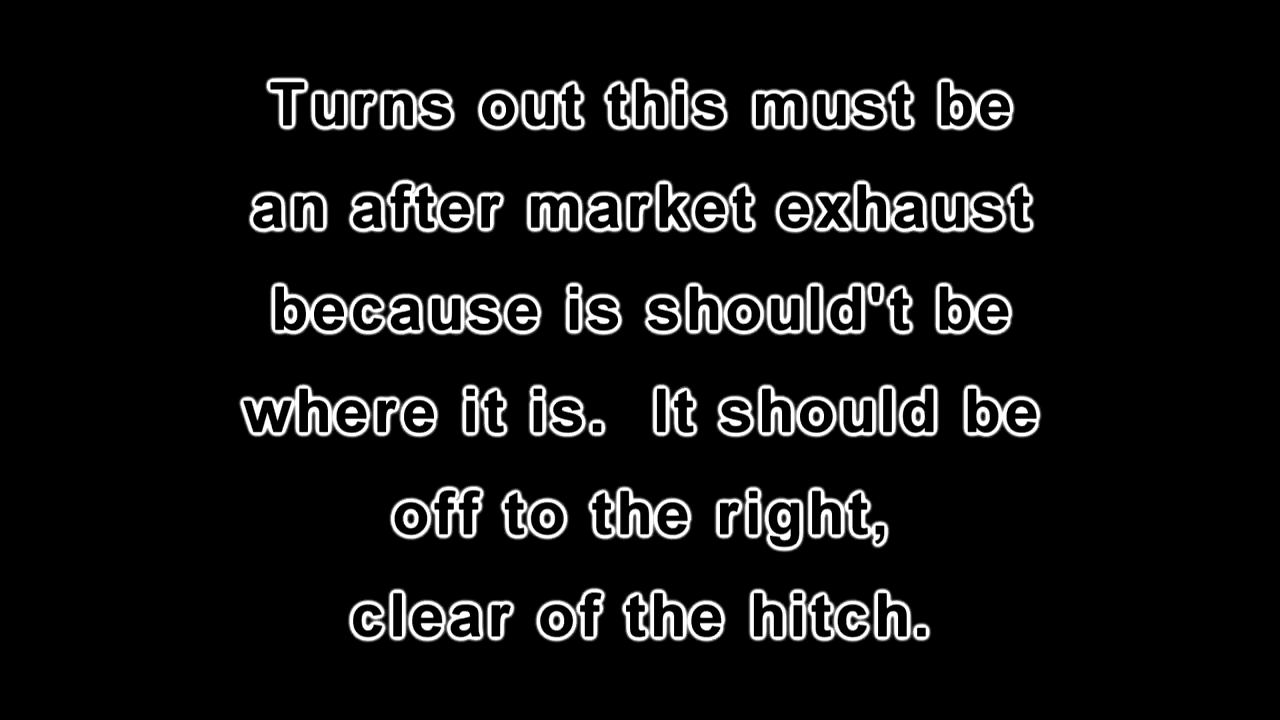 Turns out this must be
an after market exhaust
because is should't be
where it is.  It should be
off to the right,
clear of the hitch.